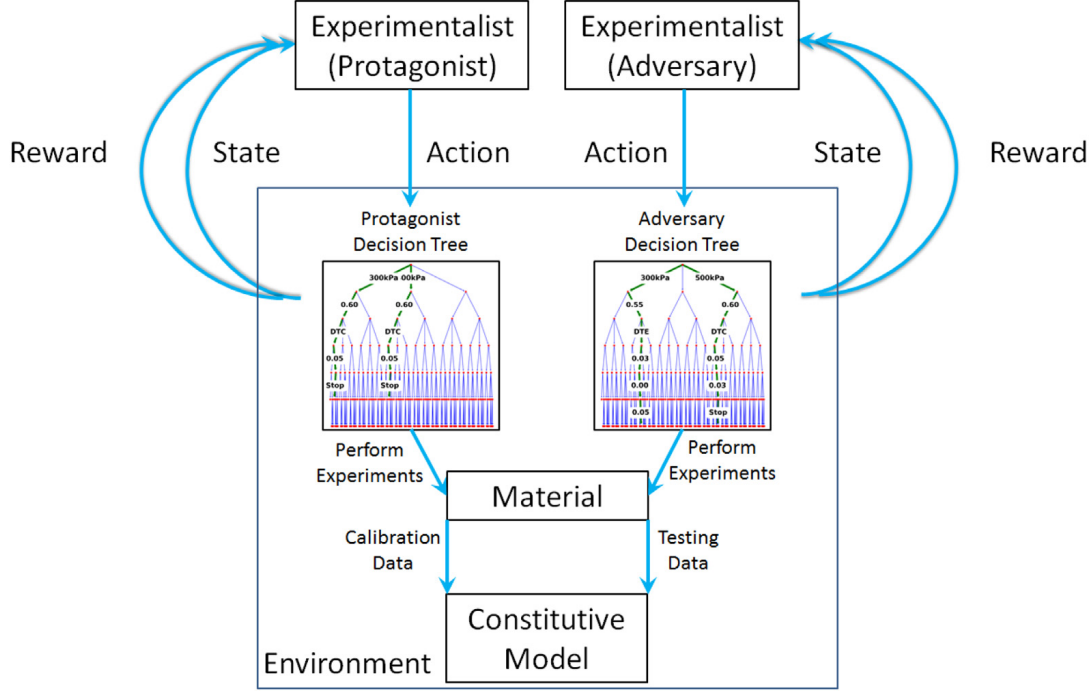 Experimentalist
(Protagonist)
Experimentalist
(Adversary)
Reward
State
Action
Action
State
Reward
Protagonist
Decision Tree
Adversary
Decision Tree
300kPa 00kPa
0.60 0.60
DTC DTC
0.05 0.05
Stop Stop
300kPa 500kPa
0.55 0.60
DTE DTC
0.03 0.05
0.00 0.03
0.05 Stop
Perform
Experiments
Perform
Experiments
Material
Calibration
Data
Testing
Data
Constitutive
Model
Environment